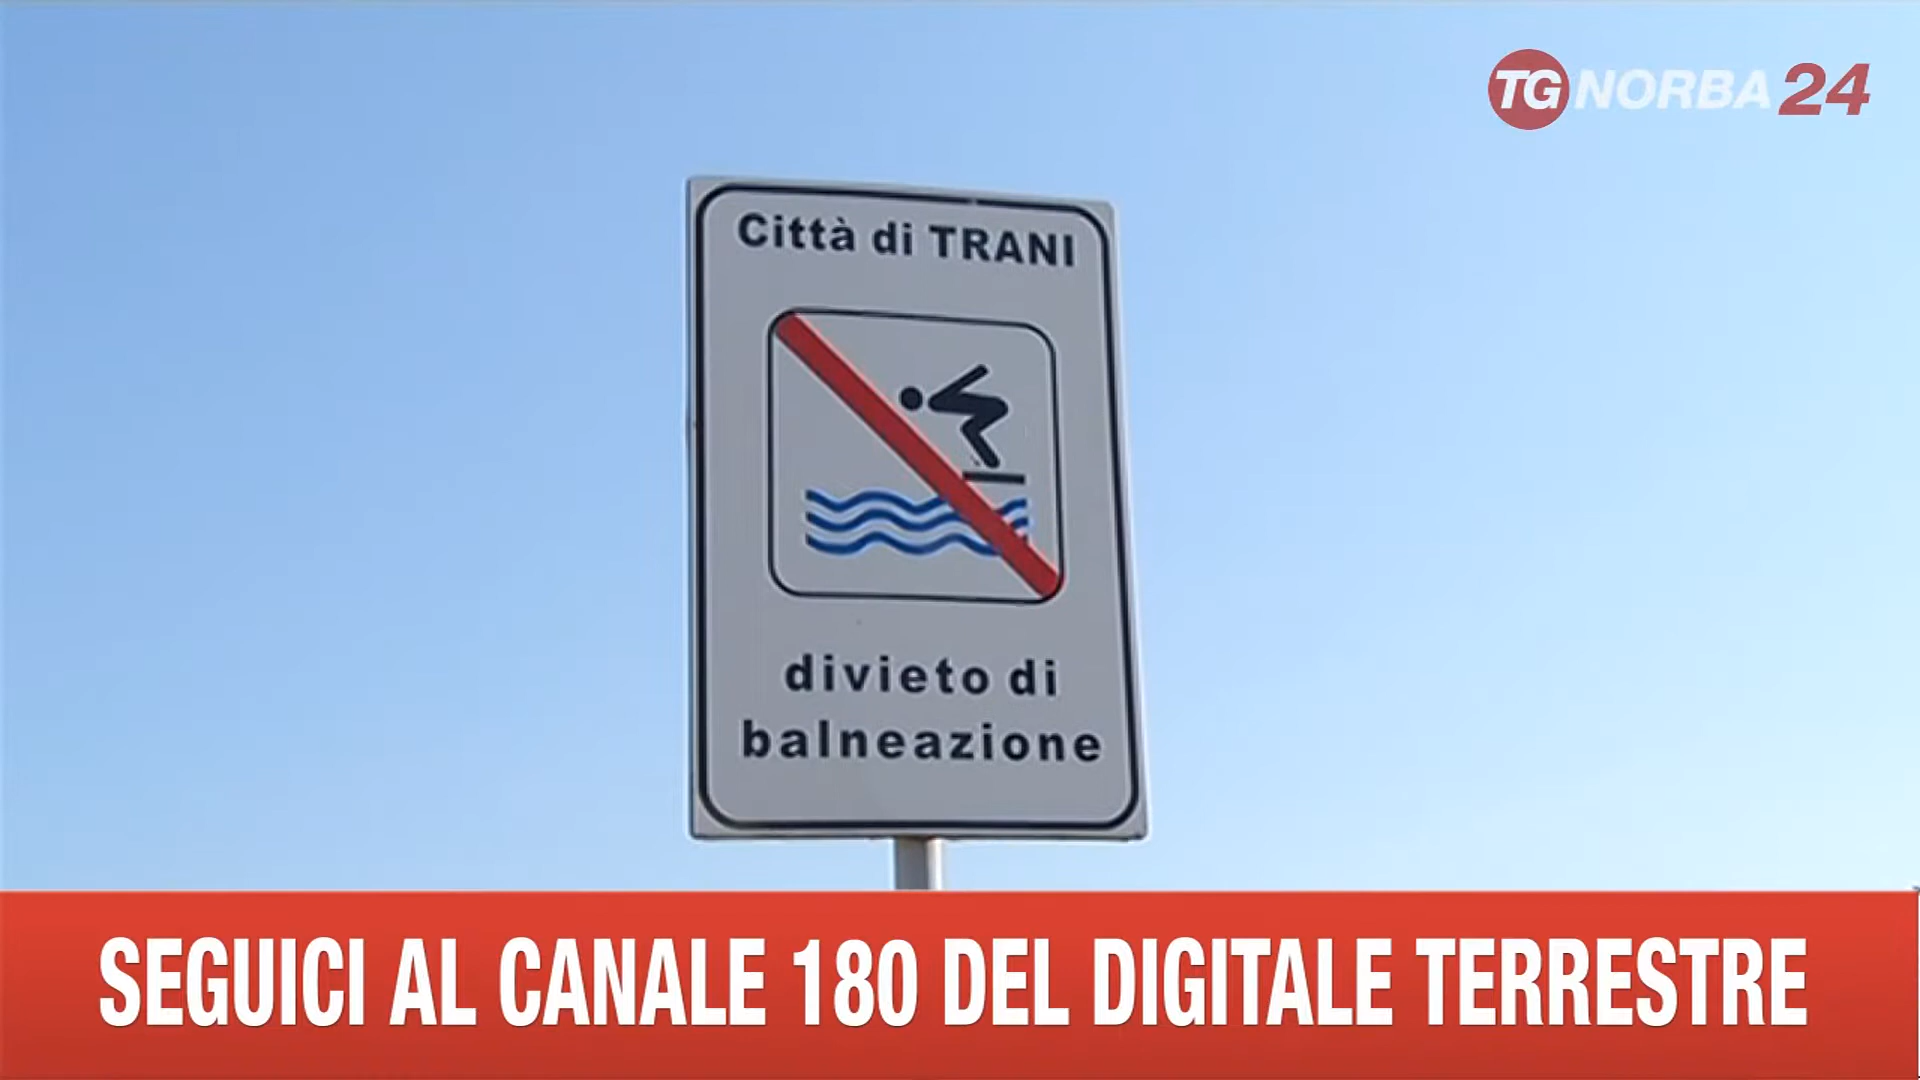 TG NORBA 24
Città di TRANI
divieto di
balneazione
SEGUICI AL CANALE 180 DEL DIGITALE TERRESTRE